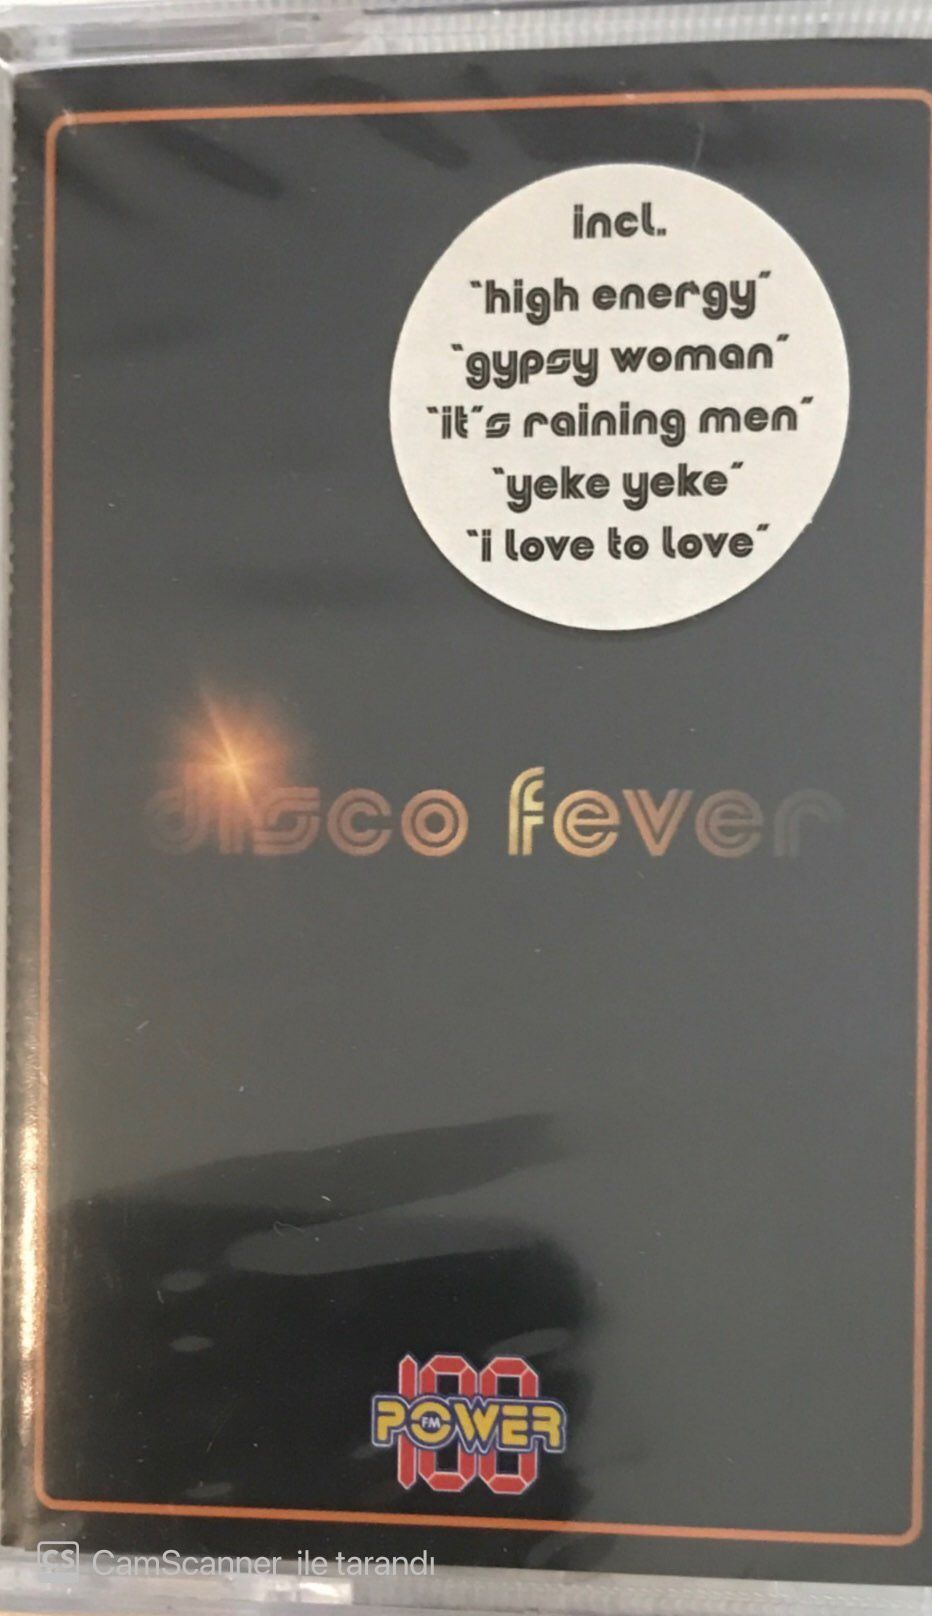 incl..
"high energy"
"gypsy woman"
"it"s raining men"
"yeke yeke"
"i love to love"
disco fever
100
POWER
FM
CS CamScanner ile tarandı